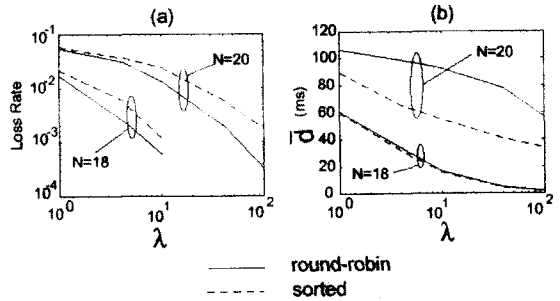 (a)
10^-1
10^-2
10^-3
10^-4
Loss Rate
N=20
N=18
10^0
10^1
10^2
λ
(b)
120
100
80
60
40
20
0
d̄ (ms)
N=20
N=18
10^0
10^1
10^2
λ
round-robin
sorted